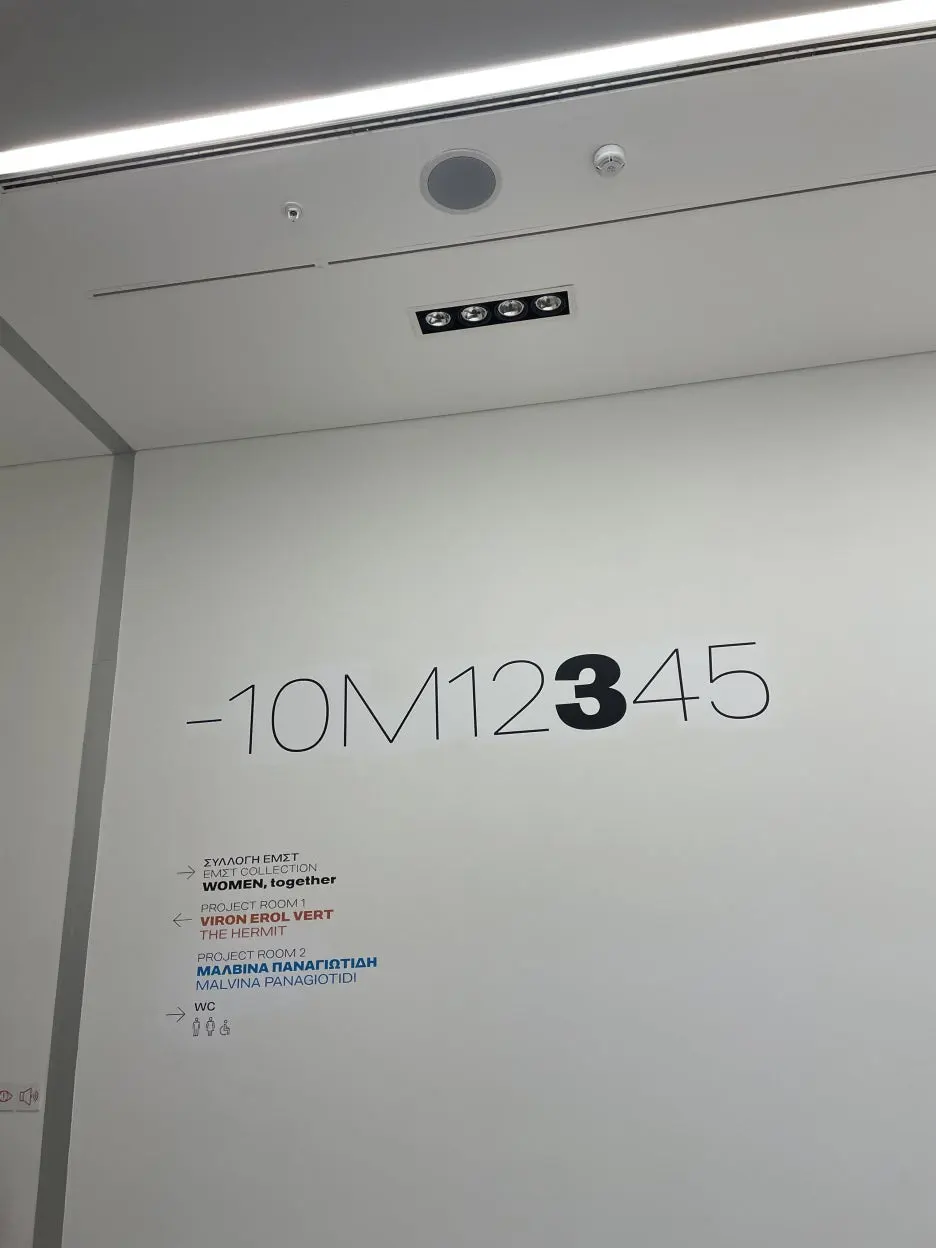 -10M12345
ΣΥΛΛΟΓΗ ΕΜΣΤ
ΕΜΣΤ COLLECTION
WOMEN, together
PROJECT ROOM 1
VIRON EROL VERT
THE HERMIT
PROJECT ROOM 2
ΜΑΛΒΙΝΑ ΠΑΝΑΓΙΩΤΙΔΗ
MALVINA PANAGIOTIDI
WC